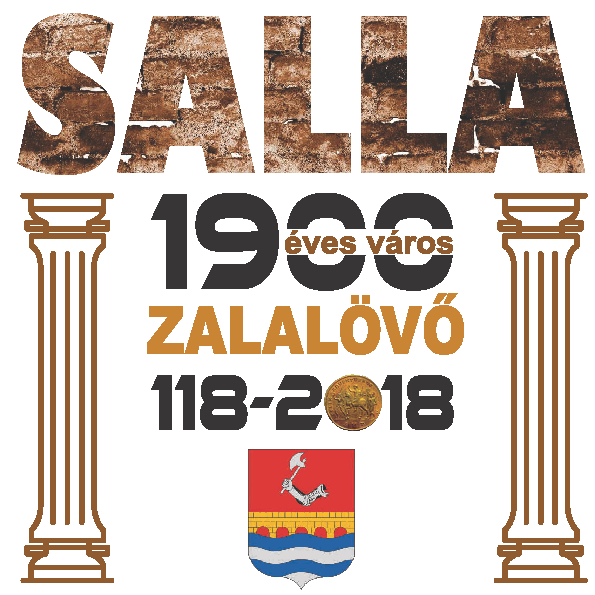 SALLA
1900
éves város
ZALALÖVŐ
118-2018